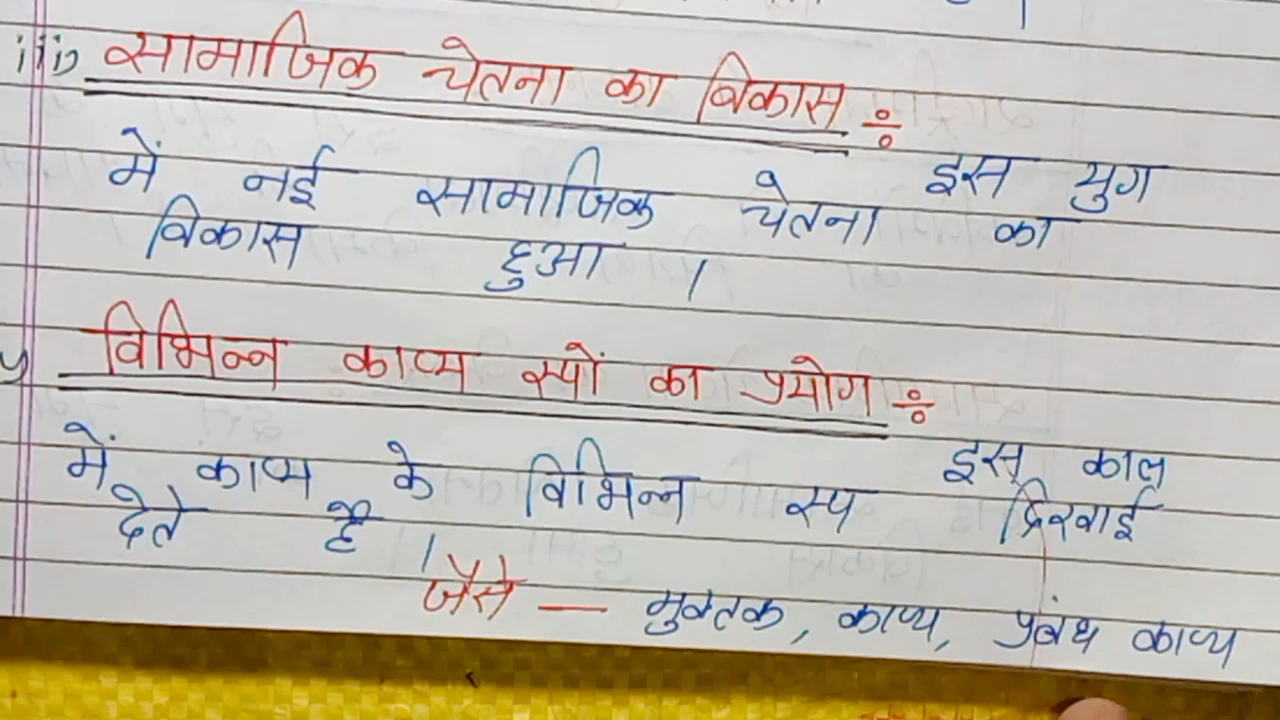 iii) सामाजिक चेतना का विकास ÷
इस युग
में नई सामाजिक चेतना का
विकास हुआ ।
विभिन्न काव्य रूपों का प्रयोग ÷
इस काल
में काव्य के विभिन्न रूप दिखाई
देते है ।
जैसे — मुक्तक, काव्य, प्रबंध काव्य